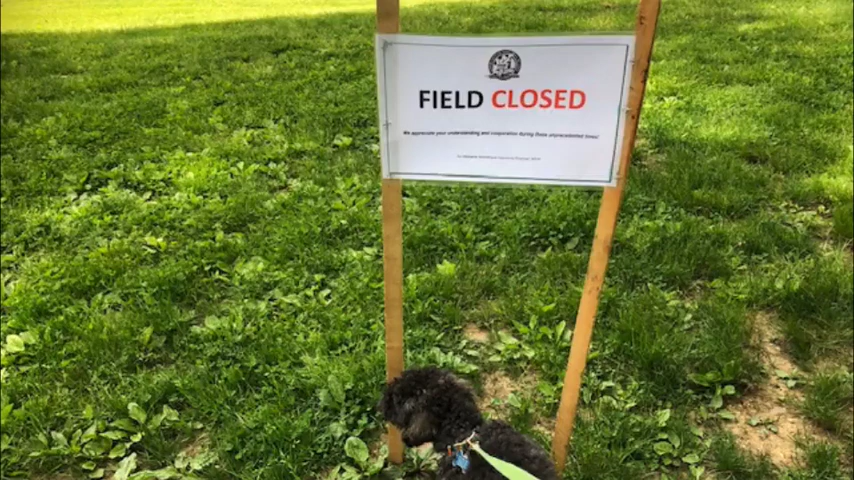 FIELD CLOSED
We appreciate your understanding and cooperation during these unprecedented times!